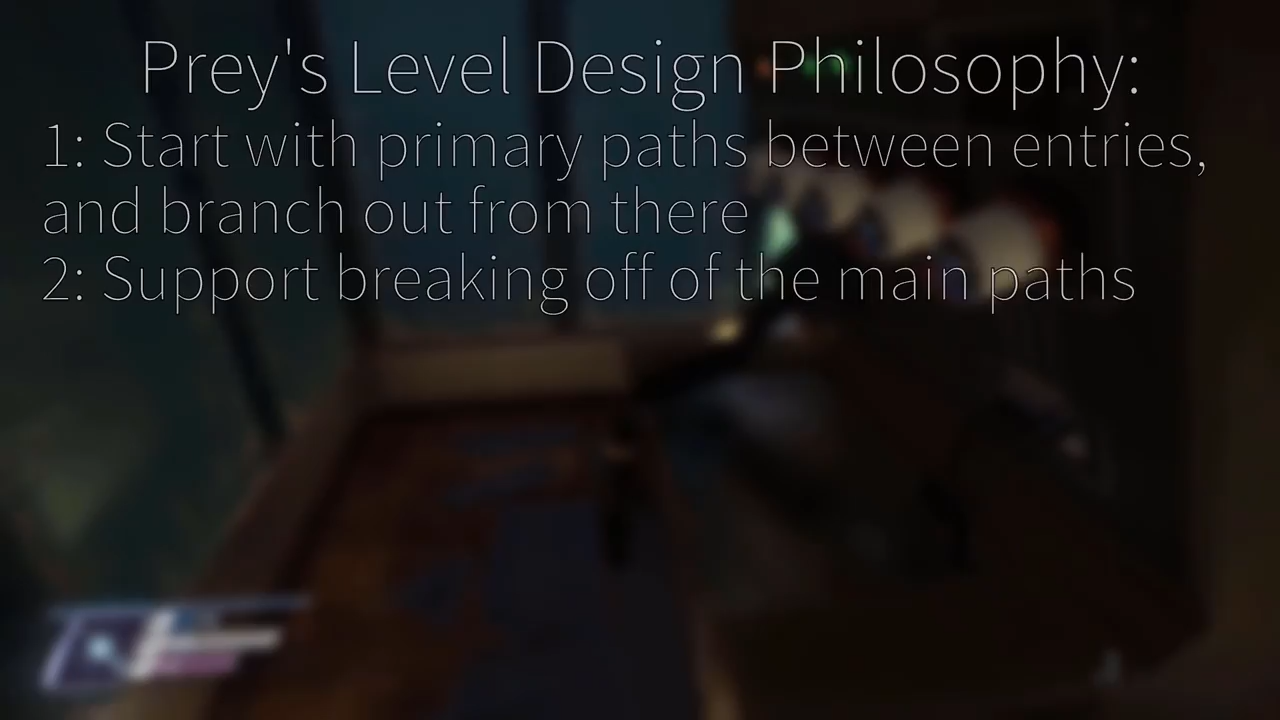 Prey's Level Design Philosophy:
1: Start with primary paths between entries,
and branch out from there
2: Support breaking off of the main paths